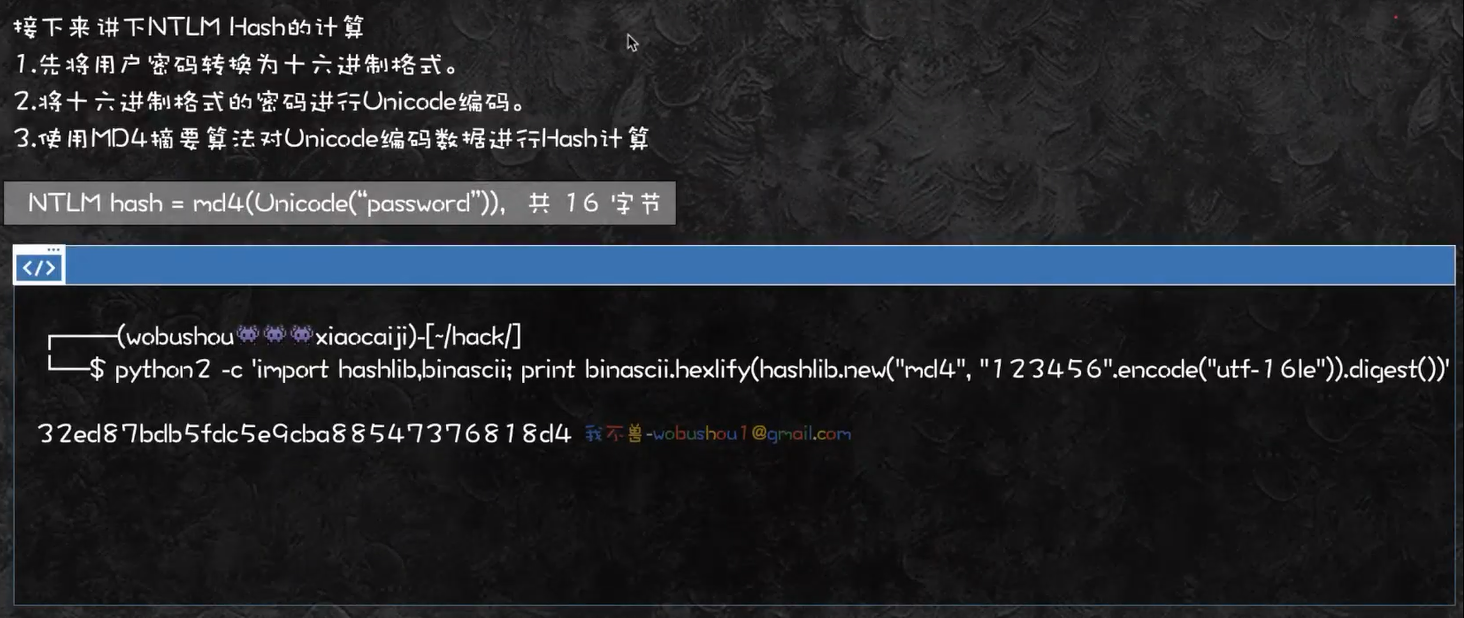 接下来讲下NTLM Hash的计算
1.先将用户密码转换为十六进制格式。
2.将十六进制格式的密码进行Unicode编码。
3.使用MD4摘要算法对Unicode编码数据进行Hash计算
NTLM hash = md4(Unicode(“password”))，共 16 字节
</>
┌──(wobushou👾👾👾xiaocaiji)-[~/hack/]
└─$ python2 -c 'import hashlib,binascii; print binascii.hexlify(hashlib.new("md4", "123456".encode("utf-16le")).digest())'
32ed87bdb5fdc5e9cba88547376818d4 我不兽-wobushou1@gmail.com